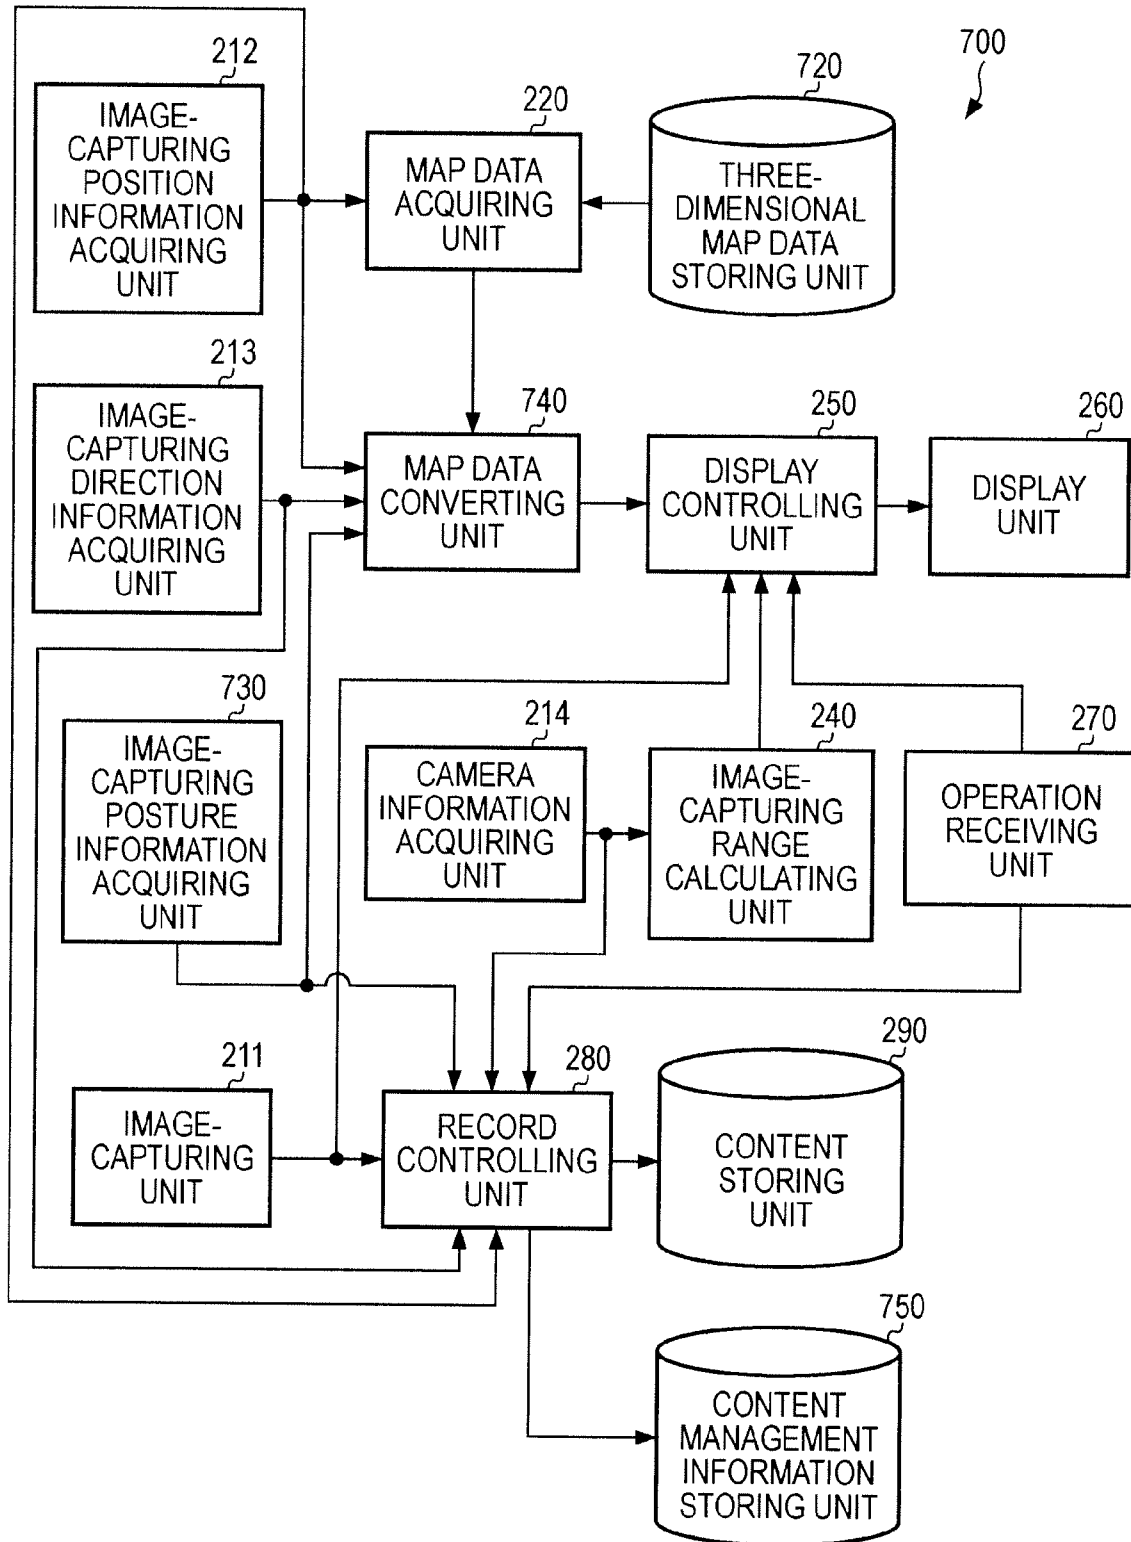 700
212
IMAGE-
CAPTURING
POSITION
INFORMATION
ACQUIRING
UNIT
220
MAP DATA
ACQUIRING
UNIT
720
THREE-
DIMENSIONAL
MAP DATA
STORING UNIT
213
IMAGE-
CAPTURING
DIRECTION
INFORMATION
ACQUIRING
UNIT
740
MAP DATA
CONVERTING
UNIT
250
DISPLAY
CONTROLLING
UNIT
260
DISPLAY
UNIT
730
IMAGE-
CAPTURING
POSTURE
INFORMATION
ACQUIRING
UNIT
214
CAMERA
INFORMATION
ACQUIRING
UNIT
240
IMAGE-
CAPTURING
RANGE
CALCULATING
UNIT
270
OPERATION
RECEIVING
UNIT
211
IMAGE-
CAPTURING
UNIT
280
RECORD
CONTROLLING
UNIT
290
CONTENT
STORING
UNIT
750
CONTENT
MANAGEMENT
INFORMATION
STORING UNIT